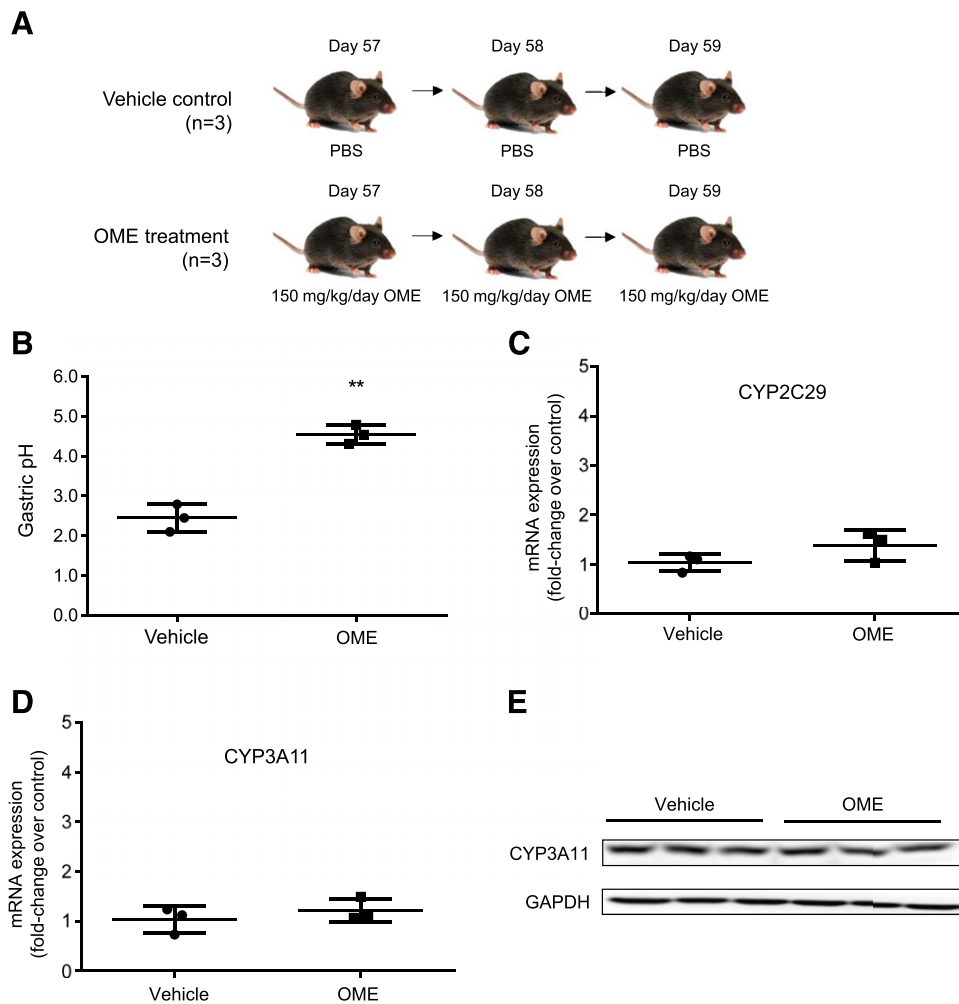 A
Day 57 Day 58 Day 59
Vehicle control
(n=3)
PBS PBS PBS
Day 57 Day 58 Day 59
OME treatment
(n=3)
150 mg/kg/day OME 150 mg/kg/day OME 150 mg/kg/day OME
B
Gastric pH
6.0
5.0
4.0
3.0
2.0
1.0
0.0
**
Vehicle OME
C
mRNA expression
(fold-change over control)
5
4
3
2
1
0
CYP2C29
Vehicle OME
D
mRNA expression
(fold-change over control)
5
4
3
2
1
0
CYP3A11
Vehicle OME
E
Vehicle OME
CYP3A11
GAPDH